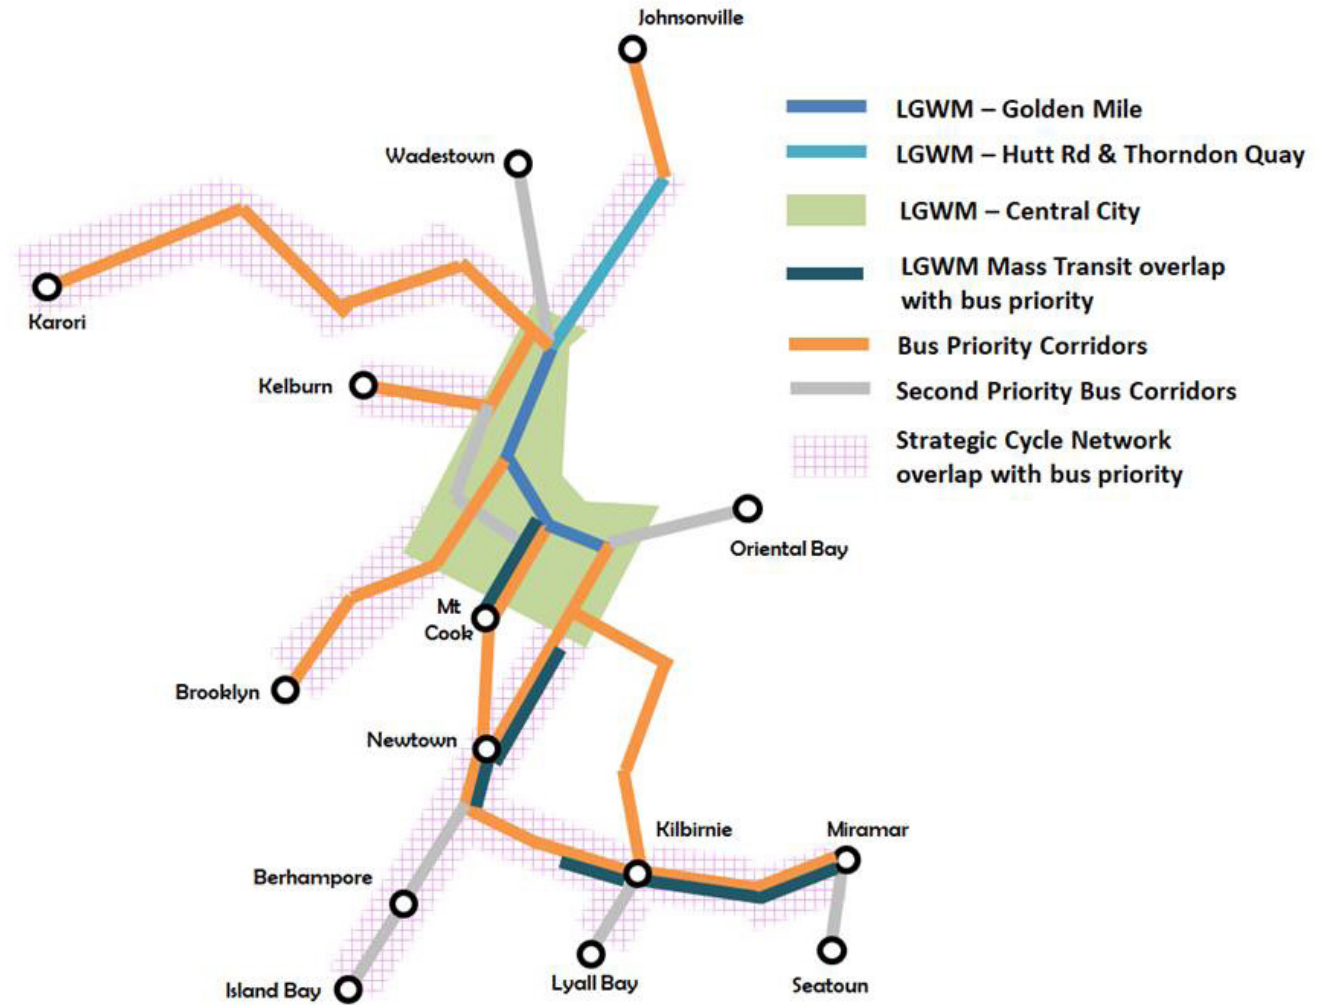 Johnsonville
LGWM – Golden Mile
Wadestown
LGWM – Hutt Rd & Thorndon Quay
LGWM – Central City
LGWM Mass Transit overlap
with bus priority
Karori
Bus Priority Corridors
Kelburn
Second Priority Bus Corridors
Strategic Cycle Network
overlap with bus priority
Oriental Bay
Mt
Cook
Brooklyn
Newtown
Kilbirnie
Miramar
Berhampore
Lyall Bay
Seatoun
Island Bay